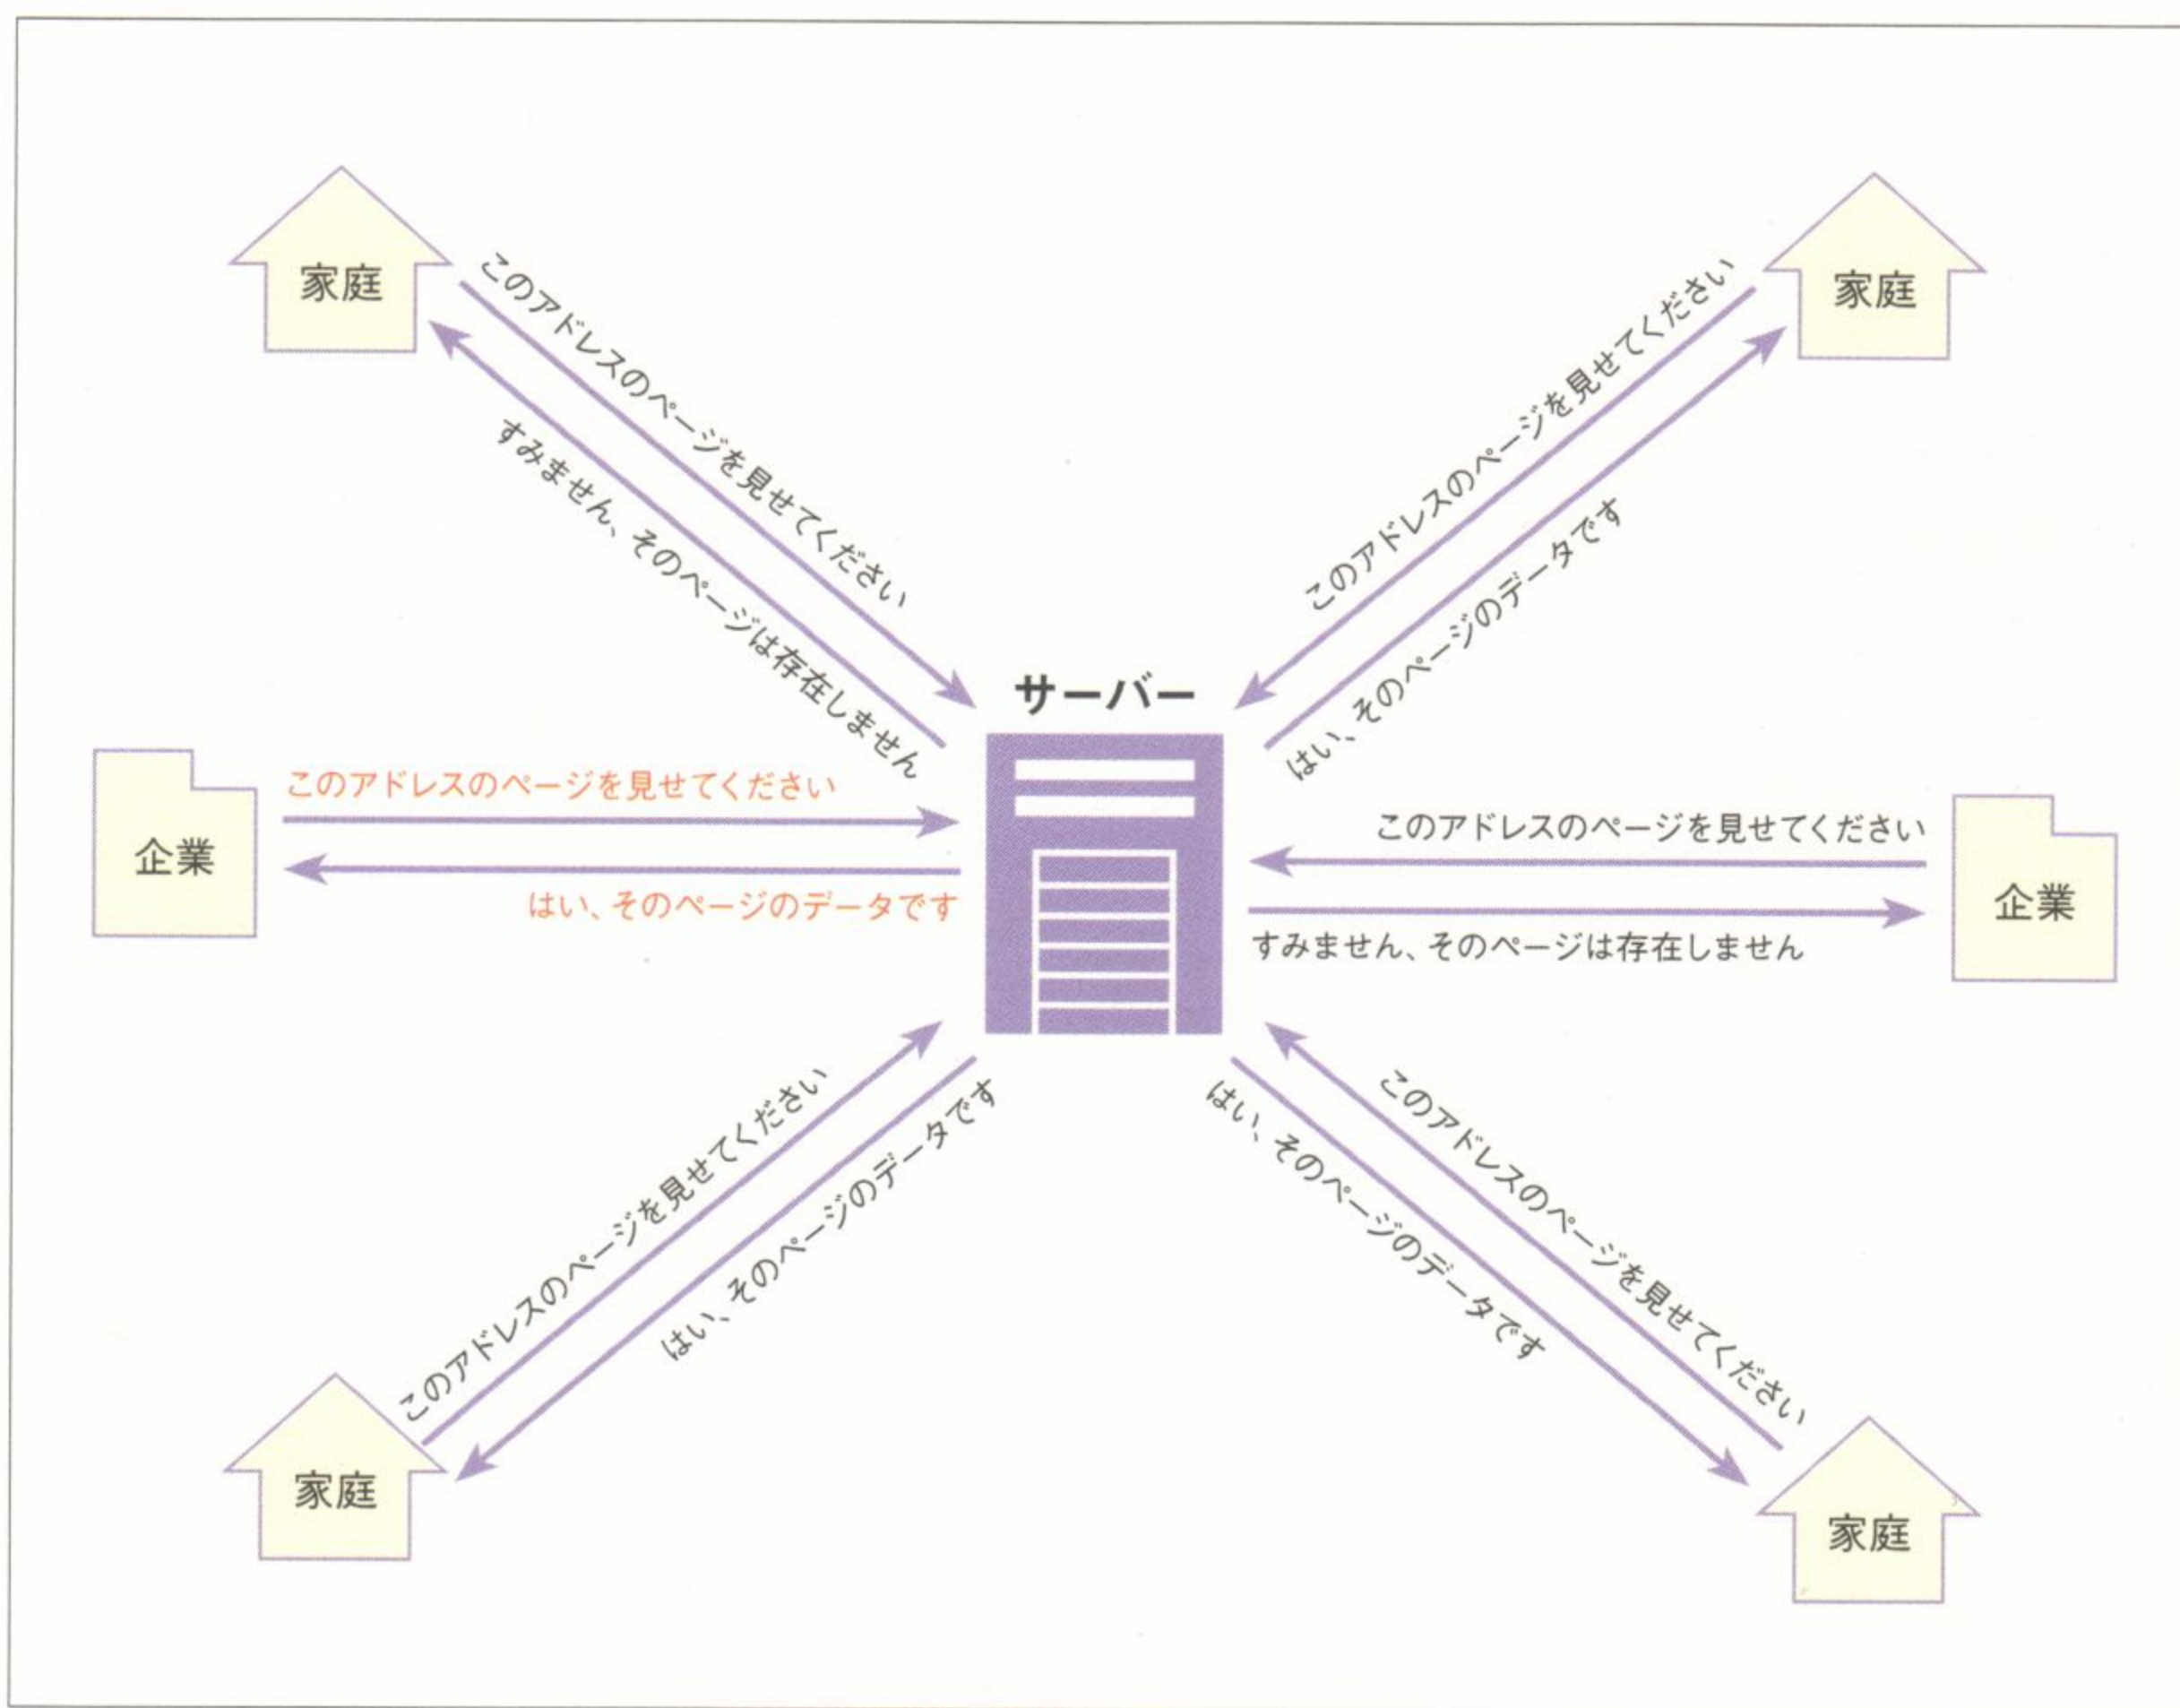 家庭
このアドレスのページを見せてください
すみません、そのページは存在しません
家庭
このアドレスのページを見せてください
はい、そのページのデータです
サーバー
企業
このアドレスのページを見せてください
はい、そのページのデータです
企業
このアドレスのページを見せてください
すみません、そのページは存在しません
家庭
このアドレスのページを見せてください
はい、そのページのデータです
家庭
このアドレスのページを見せてください
はい、そのページのデータです